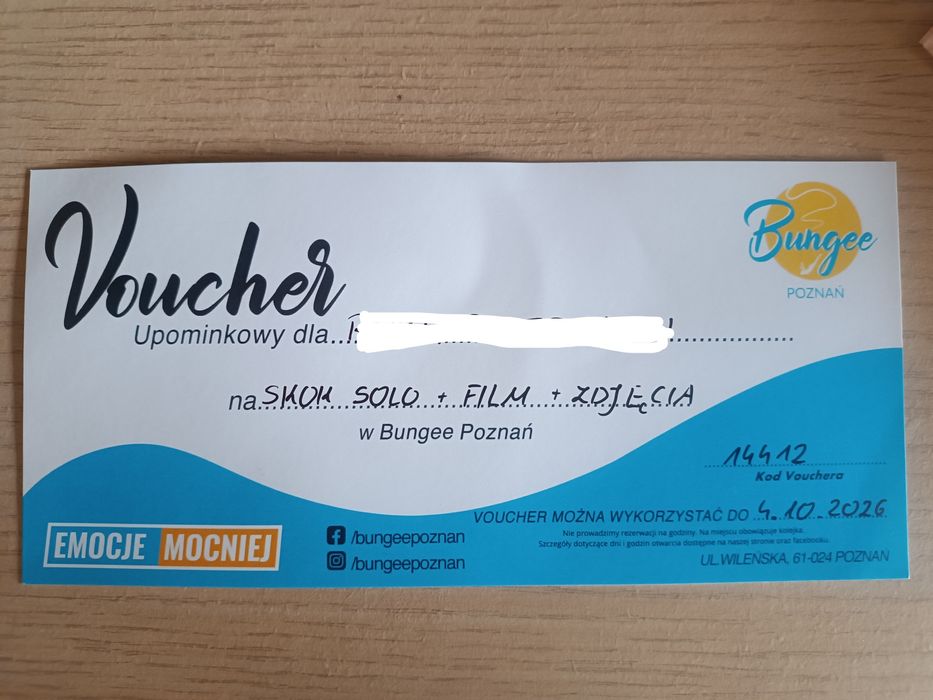 Voucher
Bungee
POZNAŃ
Upominkowy dla
na SKOK SOLO + FILM + ZDJĘCIA
w Bungee Poznań
14412
Kod Vouchera
VOUCHER MOŻNA WYKORZYSTAĆ DO 4.10.2026
Nie prowadzimy rezerwacji na godziny. Na miejscu obowiązuje kolejka.
Szczegóły dotyczące dni i godzin otwarcia dostępne na naszej stronie oraz facebooku.
UL.WILEŃSKA, 61-024 POZNAŃ
EMOCJE MOCNIEJ
/bungeepoznan
/bungeepoznan